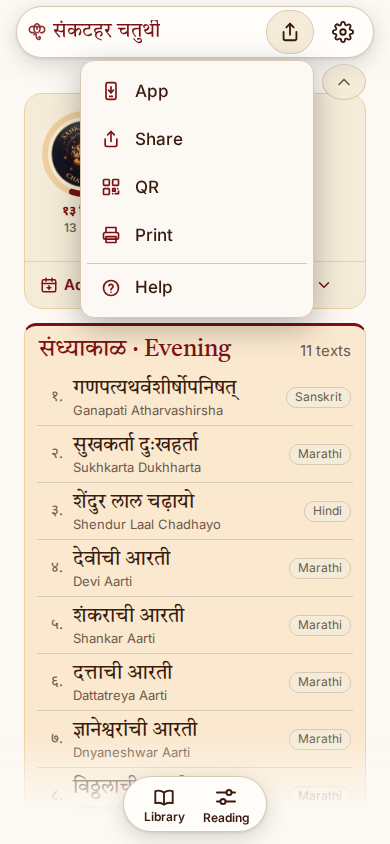 संकटहर चतुर्थी
App
Share
QR
Print
Help
१३
13
संध्याकाळ · Evening
11 texts
१.
गणपत्यथर्वशीर्षोपनिषत्
Ganapati Atharvashirsha
Sanskrit
२.
सुखकर्ता दुःखहर्ता
Sukhkarta Dukhharta
Marathi
३.
शेंदुर लाल चढ़ायो
Shendur Laal Chadhayo
Hindi
४.
देवीची आरती
Devi Aarti
Marathi
५.
शंकराची आरती
Shankar Aarti
Marathi
६.
दत्ताची आरती
Dattatreya Aarti
Marathi
७.
ज्ञानेश्वरांची आरती
Dnyaneshwar Aarti
Marathi
८.
Marathi
Library
Reading